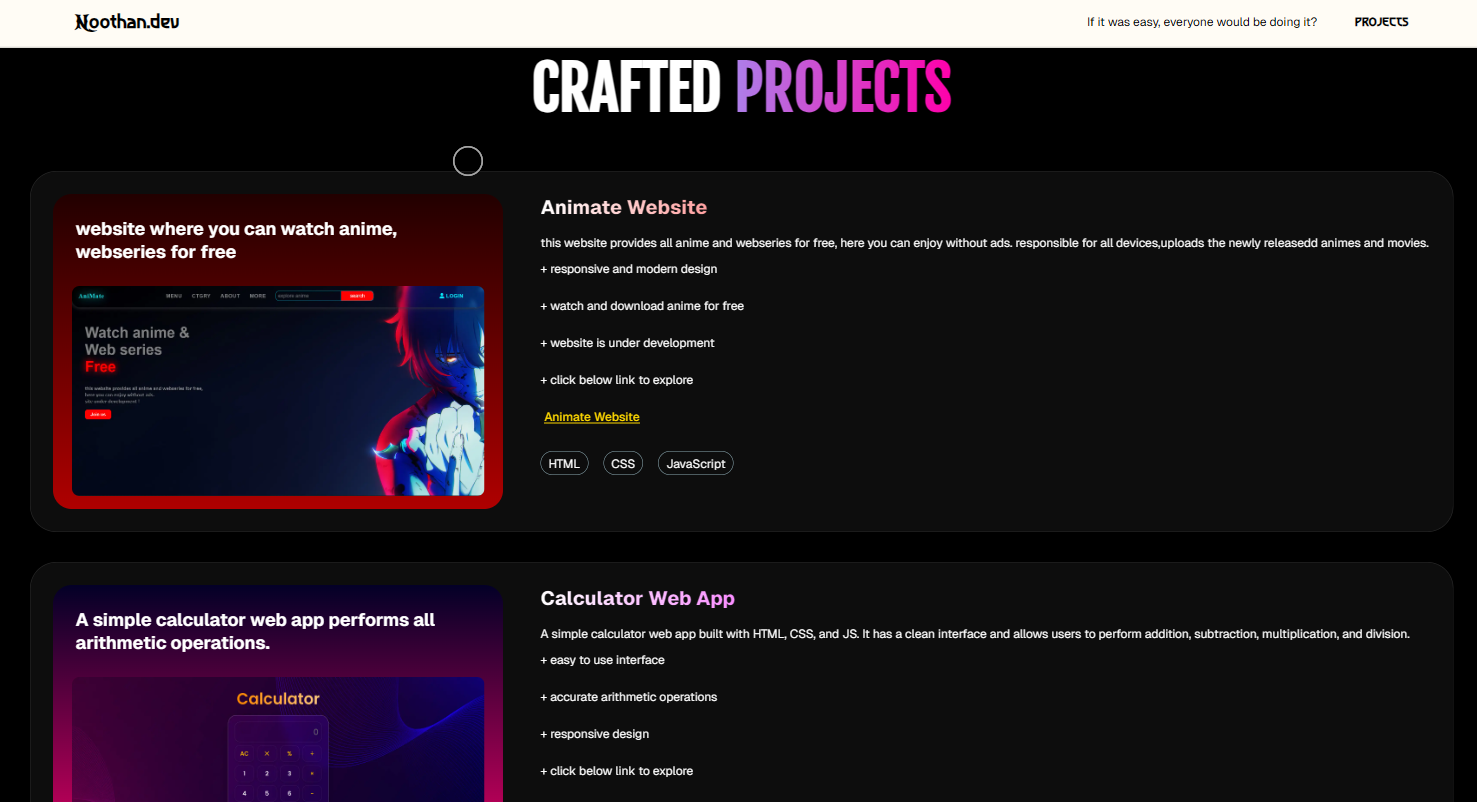 Noothan.dev
If it was easy, everyone would be doing it?
PROJECTS
CRAFTED PROJECTS
website where you can watch anime,
webseries for free
AniMate
MENU
CTGRY
ABOUT
MORE
explore anime
search
LOGIN
Watch anime &
Web series
Free
this website provides all anime and webseries for free,
here you can enjoy without ads.
site under development !
Join us
Animate Website
this website provides all anime and webseries for free, here you can enjoy without ads. responsible for all devices,uploads the newly releasedd animes and movies.
+ responsive and modern design
+ watch and download anime for free
+ website is under development
+ click below link to explore
Animate Website
HTML
CSS
JavaScript
A simple calculator web app performs all
arithmetic operations.
Calculator
0
AC × % ÷
1 2 3 ×
4 5 6 -
Calculator Web App
A simple calculator web app built with HTML, CSS, and JS. It has a clean interface and allows users to perform addition, subtraction, multiplication, and division.
+ easy to use interface
+ accurate arithmetic operations
+ responsive design
+ click below link to explore